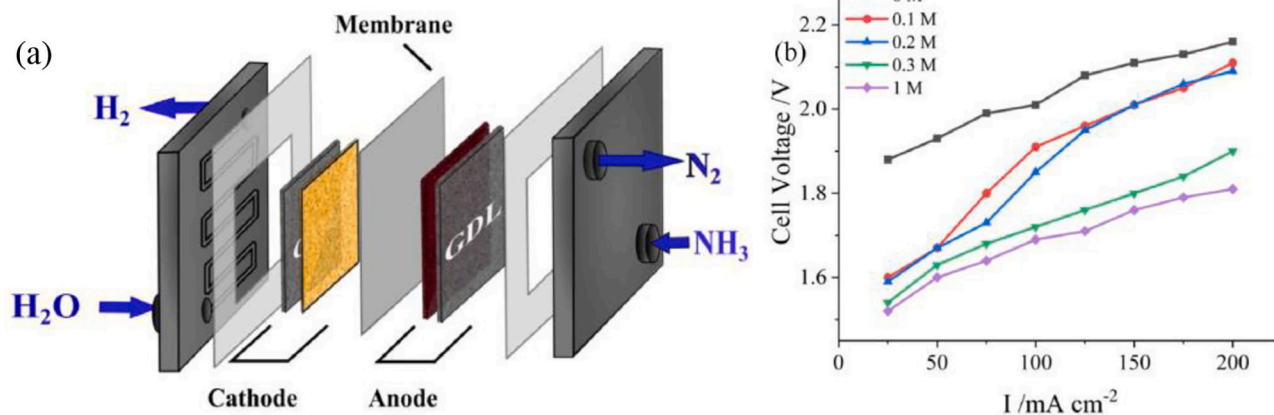 (a)
Membrane
H₂
N₂
GDL
NH₃
H₂O
Cathode
Anode
(b)
0.1 M
0.2 M
0.3 M
1 M
Cell Voltage /V
2.2
2.0
1.8
1.6
0
50
100
150
200
I /mA cm⁻²